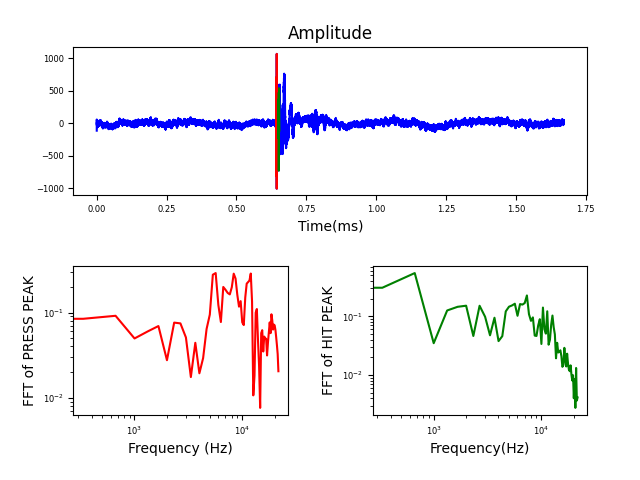 Amplitude
1000
500
0
−500
−1000
0.00 0.25 0.50 0.75 1.00 1.25 1.50 1.75
Time(ms)
FFT of PRESS PEAK
10⁻¹
10⁻²
10³ 10⁴
Frequency (Hz)
FFT of HIT PEAK
10⁻¹
10⁻²
10³ 10⁴
Frequency(Hz)